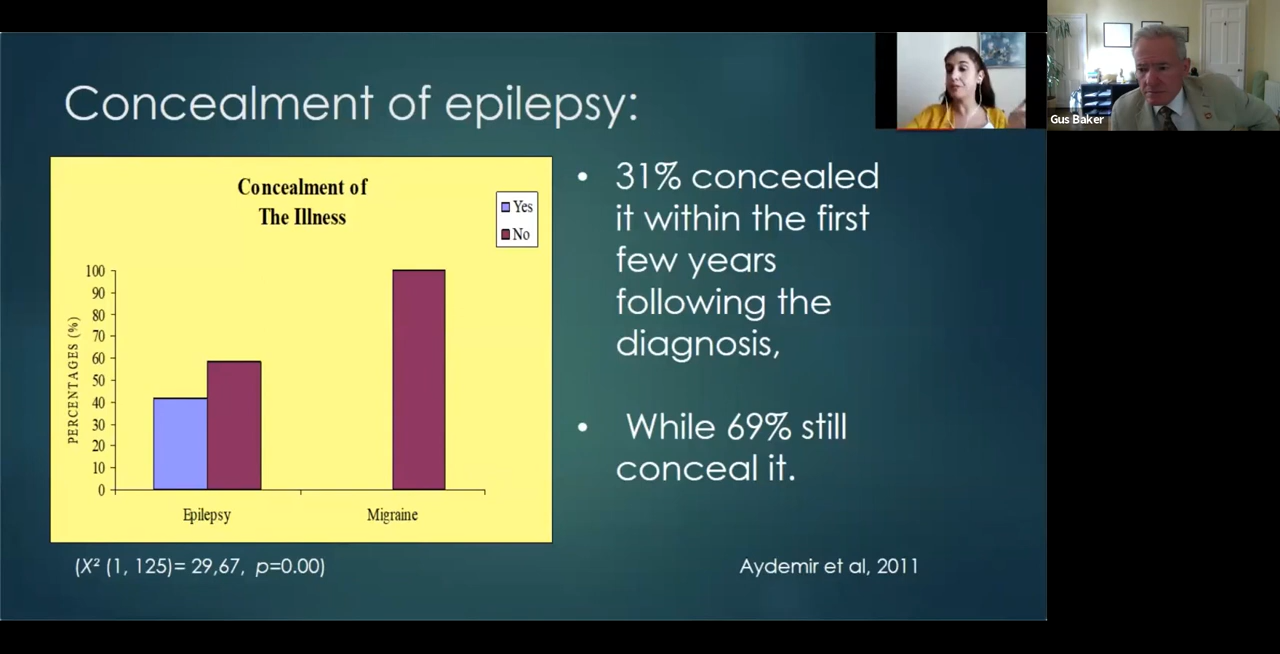 Concealment of epilepsy:
Gus Baker
Concealment of
The Illness
Yes
No
PERCENTAGES (%)
100
90
80
70
60
50
40
30
20
10
0
Epilepsy
Migraine
• 31% concealed
it within the first
few years
following the
diagnosis,
• While 69% still
conceal it.
(X² (1, 125)= 29,67, p=0.00)
Aydemir et al, 2011